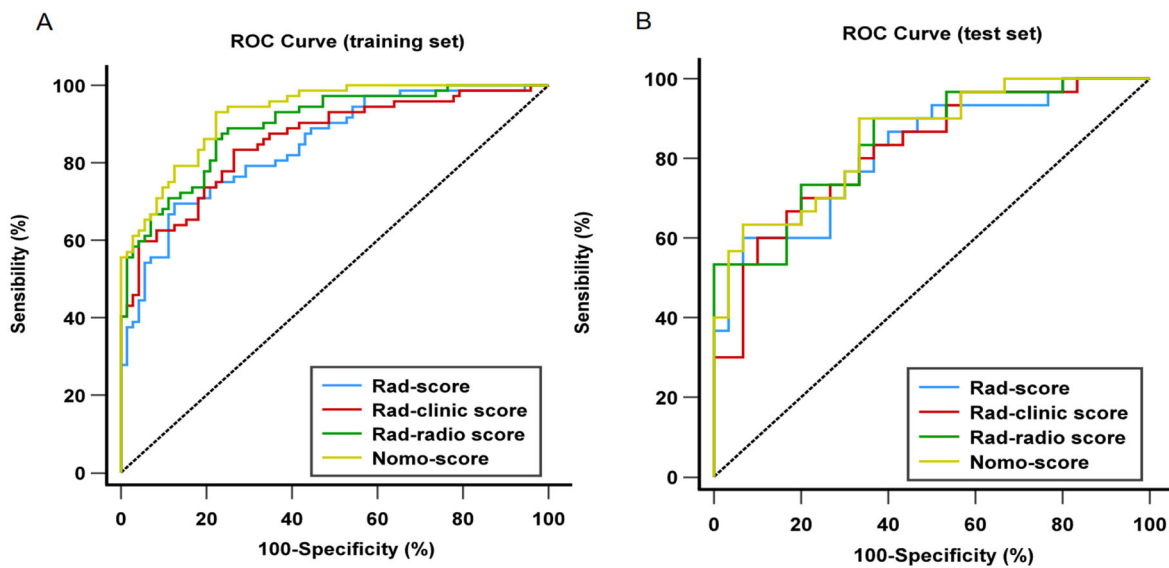 A
ROC Curve (training set)
100
80
60
40
20
0
Sensibility (%)
Rad-score
Rad-clinic score
Rad-radio score
Nomo-score
0 20 40 60 80 100
100-Specificity (%)
B
ROC Curve (test set)
100
80
60
40
20
0
Sensibility (%)
Rad-score
Rad-clinic score
Rad-radio score
Nomo-score
0 20 40 60 80 100
100-Specificity (%)